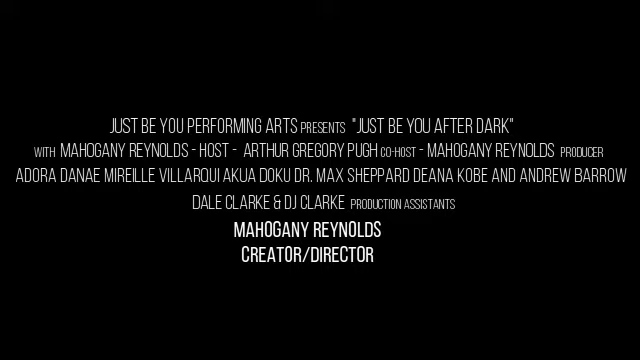 JUST BE YOU PERFORMING ARTS PRESENTS "JUST BE YOU AFTER DARK"
WITH MAHOGANY REYNOLDS - HOST - ARTHUR GREGORY PUGH CO-HOST - MAHOGANY REYNOLDS PRODUCER
ADORA DANAE MIREILLE VILLARQUI AKUA DOKU DR. MAX SHEPPARD DEANA KOBE AND ANDREW BARROW
DALE CLARKE & DJ CLARKE PRODUCTION ASSISTANTS
MAHOGANY REYNOLDS
CREATOR/DIRECTOR